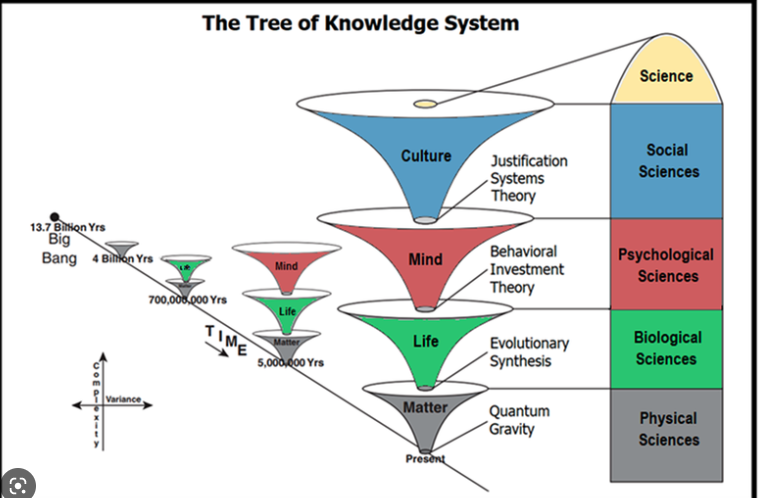 The Tree of Knowledge System
Science
Culture
Social
Sciences
Justification
Systems
Theory
13.7 Billion Yrs
Big
Bang
4 Billion Yrs
Life
Matter
700,000,000 Yrs
Mind
Life
Matter
5,000,000 Yrs
TIME
Mind
Behavioral
Investment
Theory
Psychological
Sciences
Life
Evolutionary
Synthesis
Biological
Sciences
Complexity
Variance
Matter
Quantum
Gravity
Physical
Sciences
Present